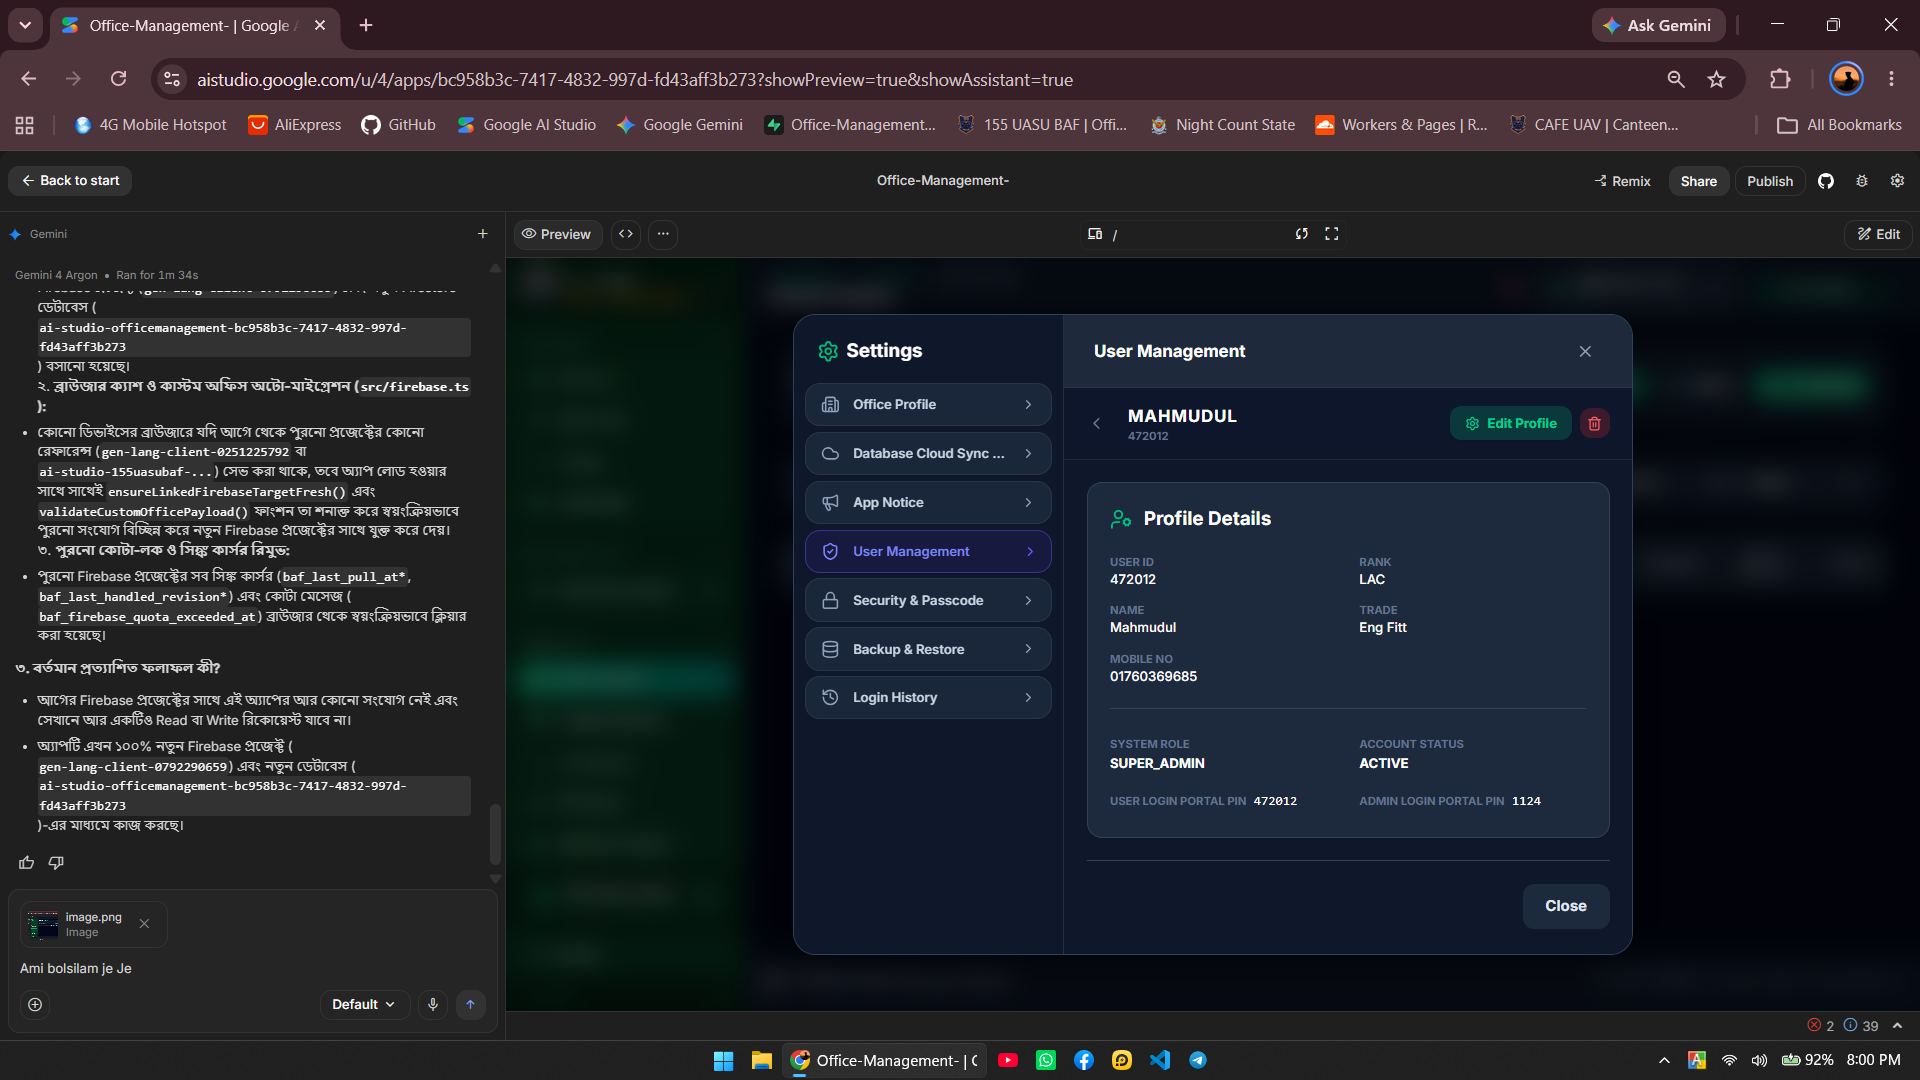 Office-Management- | Google
Ask Gemini
aistudio.google.com/u/4/apps/bc958b3c-7417-4832-997d-fd43aff3b273?showPreview=true&showAssistant=true
4G Mobile Hotspot
AliExpress
GitHub
Google AI Studio
Google Gemini
Office-Management...
155 UASU BAF | Offi...
Night Count State
Workers & Pages | R...
CAFE UAV | Canteen...
All Bookmarks
Back to start
Office-Management-
Remix
Share
Publish
Gemini
Preview
/
Edit
Gemini 4 Argon • Ran for 1m 34s
ডেটাবেস (
ai-studio-officemanagement-bc958b3c-7417-4832-997d-
fd43aff3b273
) বসানো হয়েছে।
২. ব্রাউজার ক্যাশ ও কাস্টম অফিস অটো-মাইগ্রেশন (src/firebase.ts
):
• কোনো ডিভাইসের ব্রাউজারে যদি আগে থেকে পুরনো প্রজেক্টের কোনো
রেফারেন্স (gen-lang-client-0251225792 বা
ai-studio-155uasubaf-...) সেভ করা থাকে, তবে অ্যাপ লোড হওয়ার
সাথে সাথেই ensureLinkedFirebaseTargetFresh() এবং
validateCustomOfficePayload() ফাংশন তা শনাক্ত করে স্বয়ংক্রিয়ভাবে
পুরনো সংযোগ বিচ্ছিন্ন করে নতুন Firebase প্রজেক্টের সাথে যুক্ত করে দেয়।
৩. পুরনো কোটা-লক ও সিঙ্ক কার্সর রিমুভ:
• পুরনো Firebase প্রজেক্টের সব সিঙ্ক কার্সর (baf_last_pull_at*,
baf_last_handled_revision*) এবং কোটা মেসেজ (
baf_firebase_quota_exceeded_at) ব্রাউজার থেকে স্বয়ংক্রিয়ভাবে ক্লিয়ার
করা হয়েছে।
৩. বর্তমান প্রত্যাশিত ফলাফল কী?
• আগের Firebase প্রজেক্টের সাথে এই অ্যাপের আর কোনো সংযোগ নেই এবং
সেখানে আর একটিও Read বা Write রিকোয়েস্ট যাবে না।
• অ্যাপটি এখন ১০০% নতুন Firebase প্রজেক্ট (
gen-lang-client-0792290659) এবং নতুন ডেটাবেস (
ai-studio-officemanagement-bc958b3c-7417-4832-997d-
fd43aff3b273
)-এর মাধ্যমে কাজ করছে।
image.png
Image
Ami bolsilam je Je
Default
Settings
Office Profile
Database Cloud Sync ...
App Notice
User Management
Security & Passcode
Backup & Restore
Login History
User Management
MAHMUDUL
472012
Edit Profile
Profile Details
USER ID
472012
RANK
LAC
NAME
Mahmudul
TRADE
Eng Fitt
MOBILE NO
01760369685
SYSTEM ROLE
SUPER_ADMIN
ACCOUNT STATUS
ACTIVE
USER LOGIN PORTAL PIN 472012
ADMIN LOGIN PORTAL PIN 1124
Close
2
39
Office-Management- | C
92%
8:00 PM